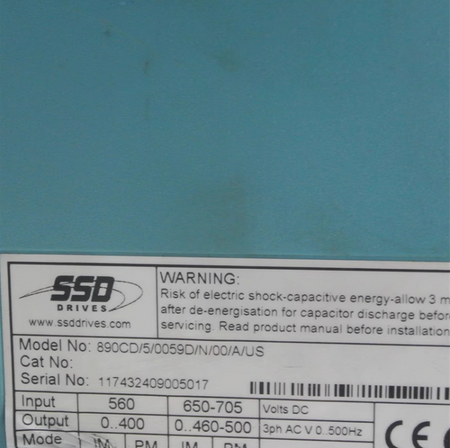 SSD
DRIVES
www.ssddrives.com
WARNING:
Risk of electric shock-capacitive energy-allow 3 m
after de-energisation for capacitor discharge befor
servicing. Read product manual before installation
Model No: 890CD/5/0059D/N/00/A/US
Cat No:
Serial No: 117432409005017
Input 560 650-705 Volts DC
Output 0..400 0..460-500 3ph AC V 0..500Hz
Mode IM PM IM PM
CE